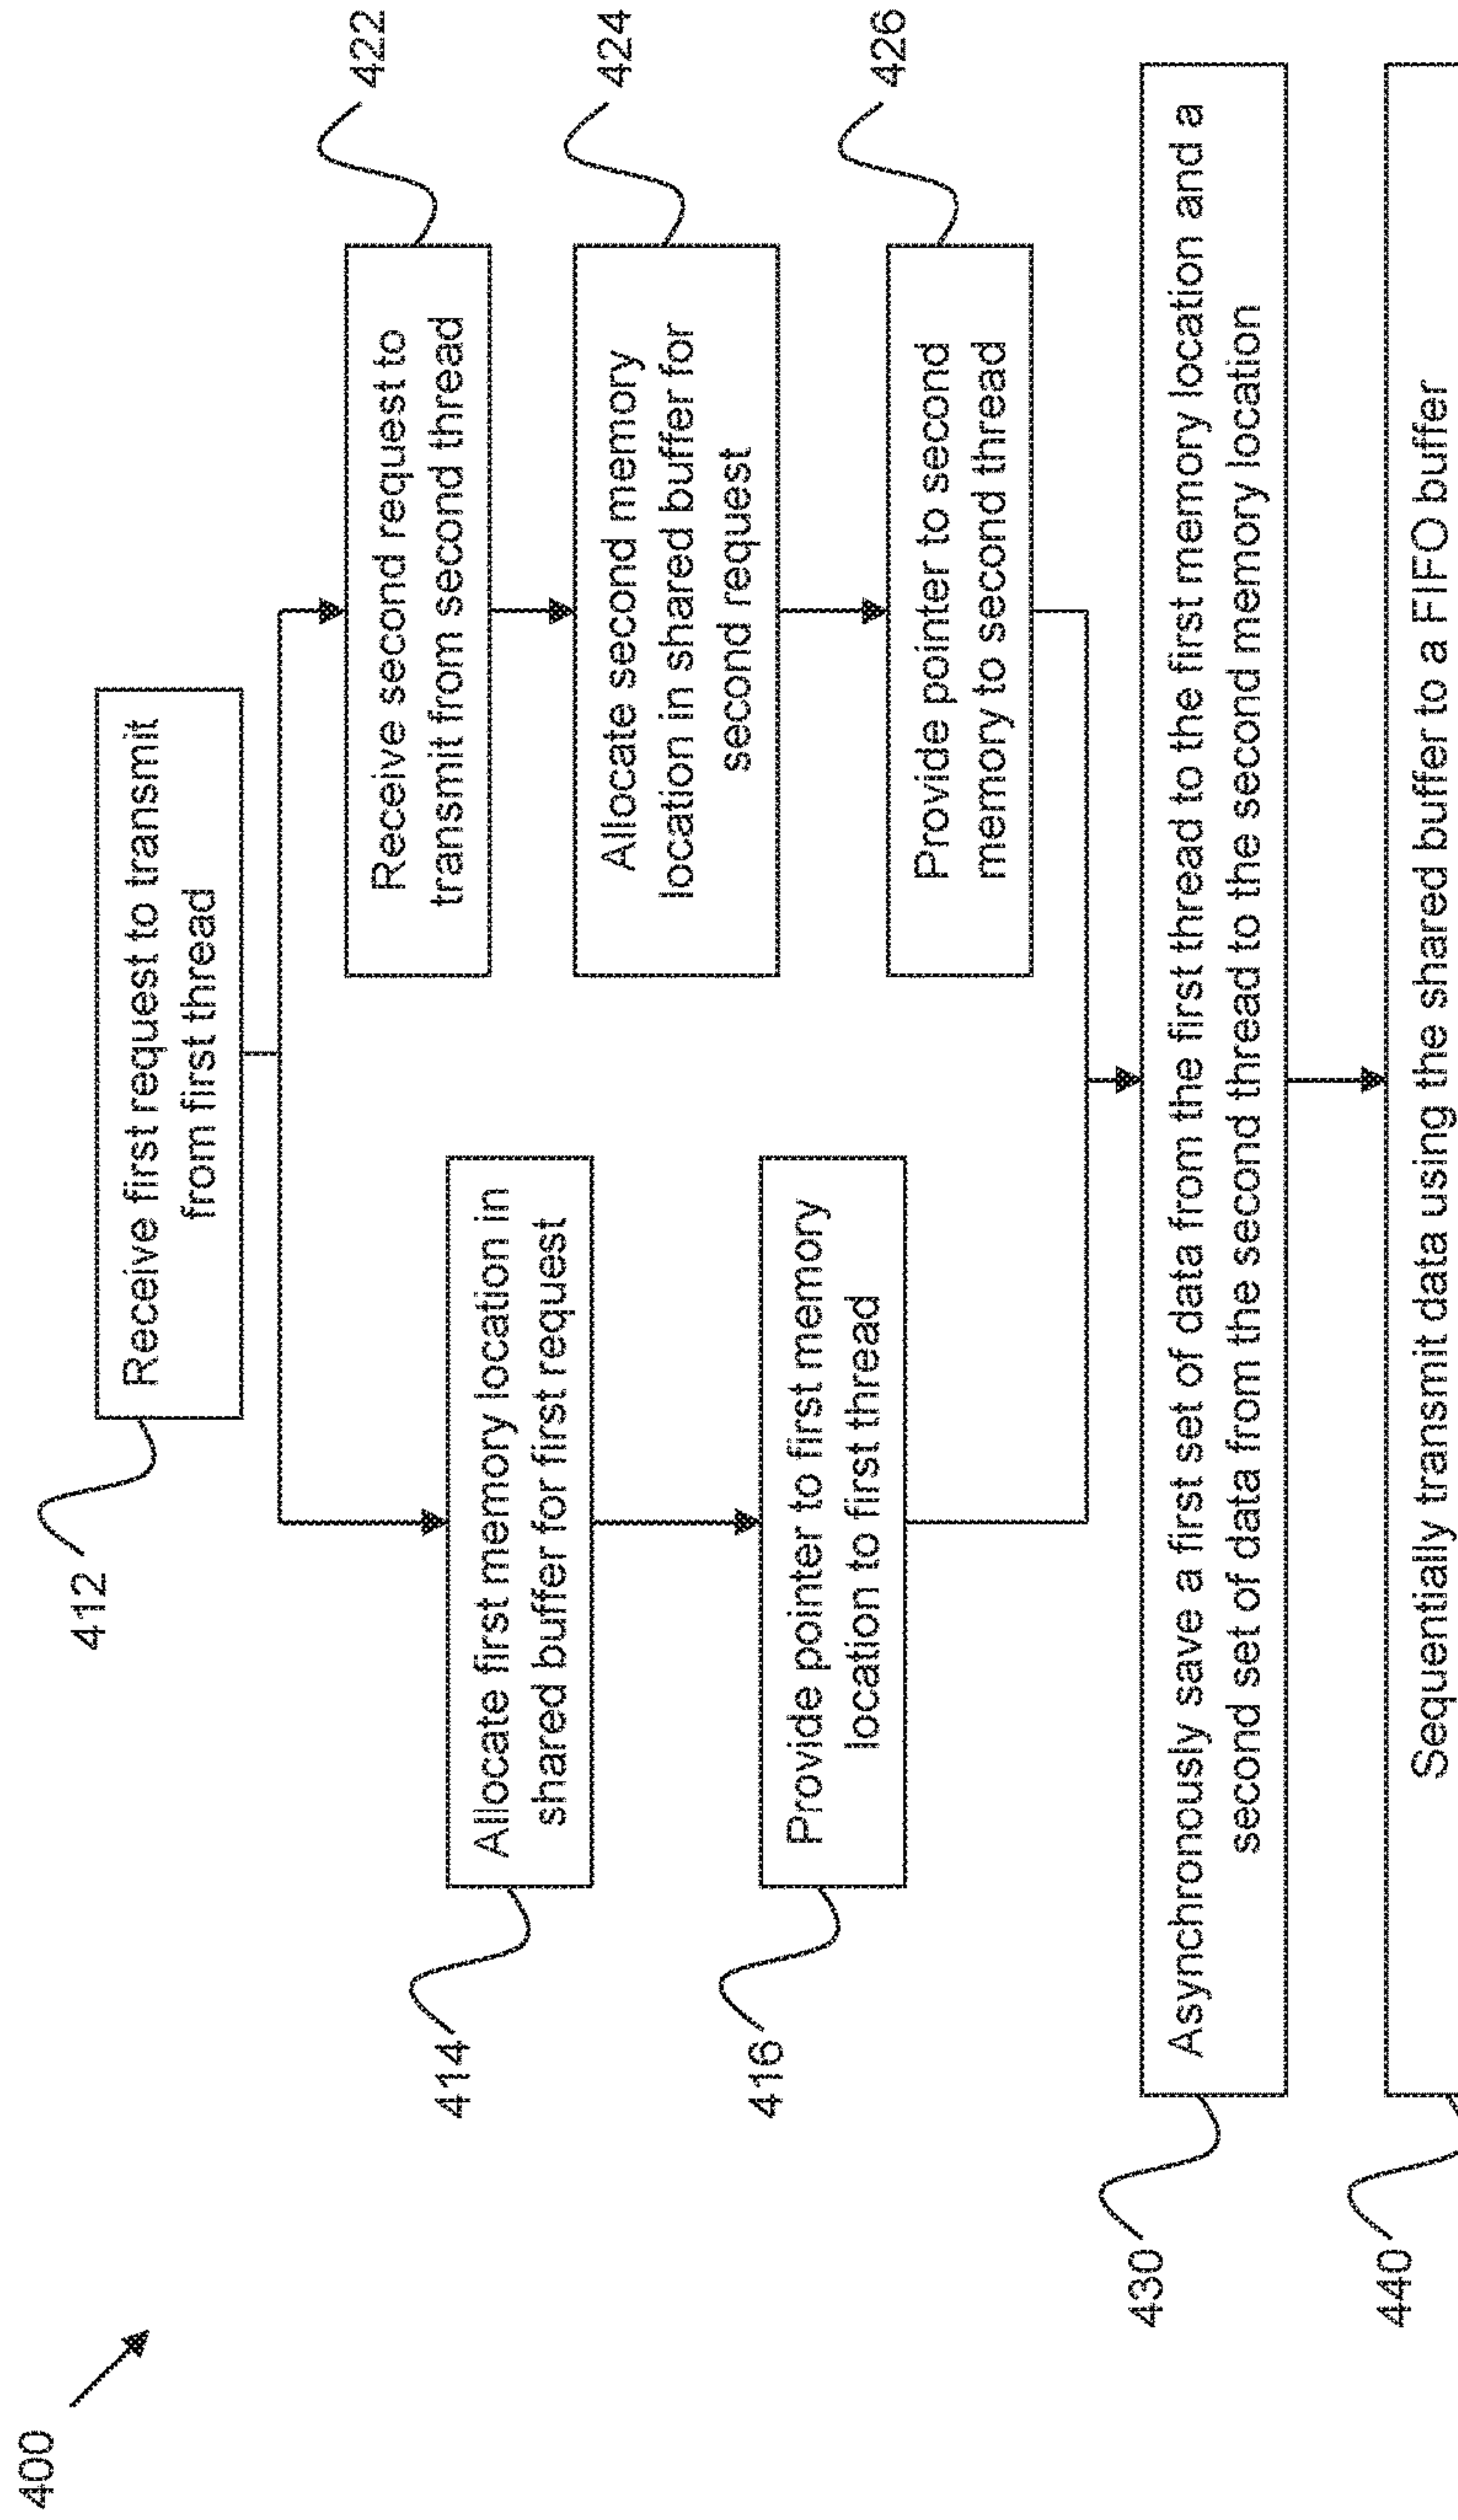 400
412
Receive first request to transmit
from first thread
422
Receive second request to
transmit from second thread
414
Allocate first memory location in
shared buffer for first request
424
Allocate second memory
location in shared buffer for
second request
416
Provide pointer to first memory
location to first thread
426
Provide pointer to second
memory to second thread
430
Asynchronously save a first set of data from the first thread to the first memory location and a
second set of data from the second thread to the second memory location
440
Sequentially transmit data using the shared buffer to a FIFO buffer